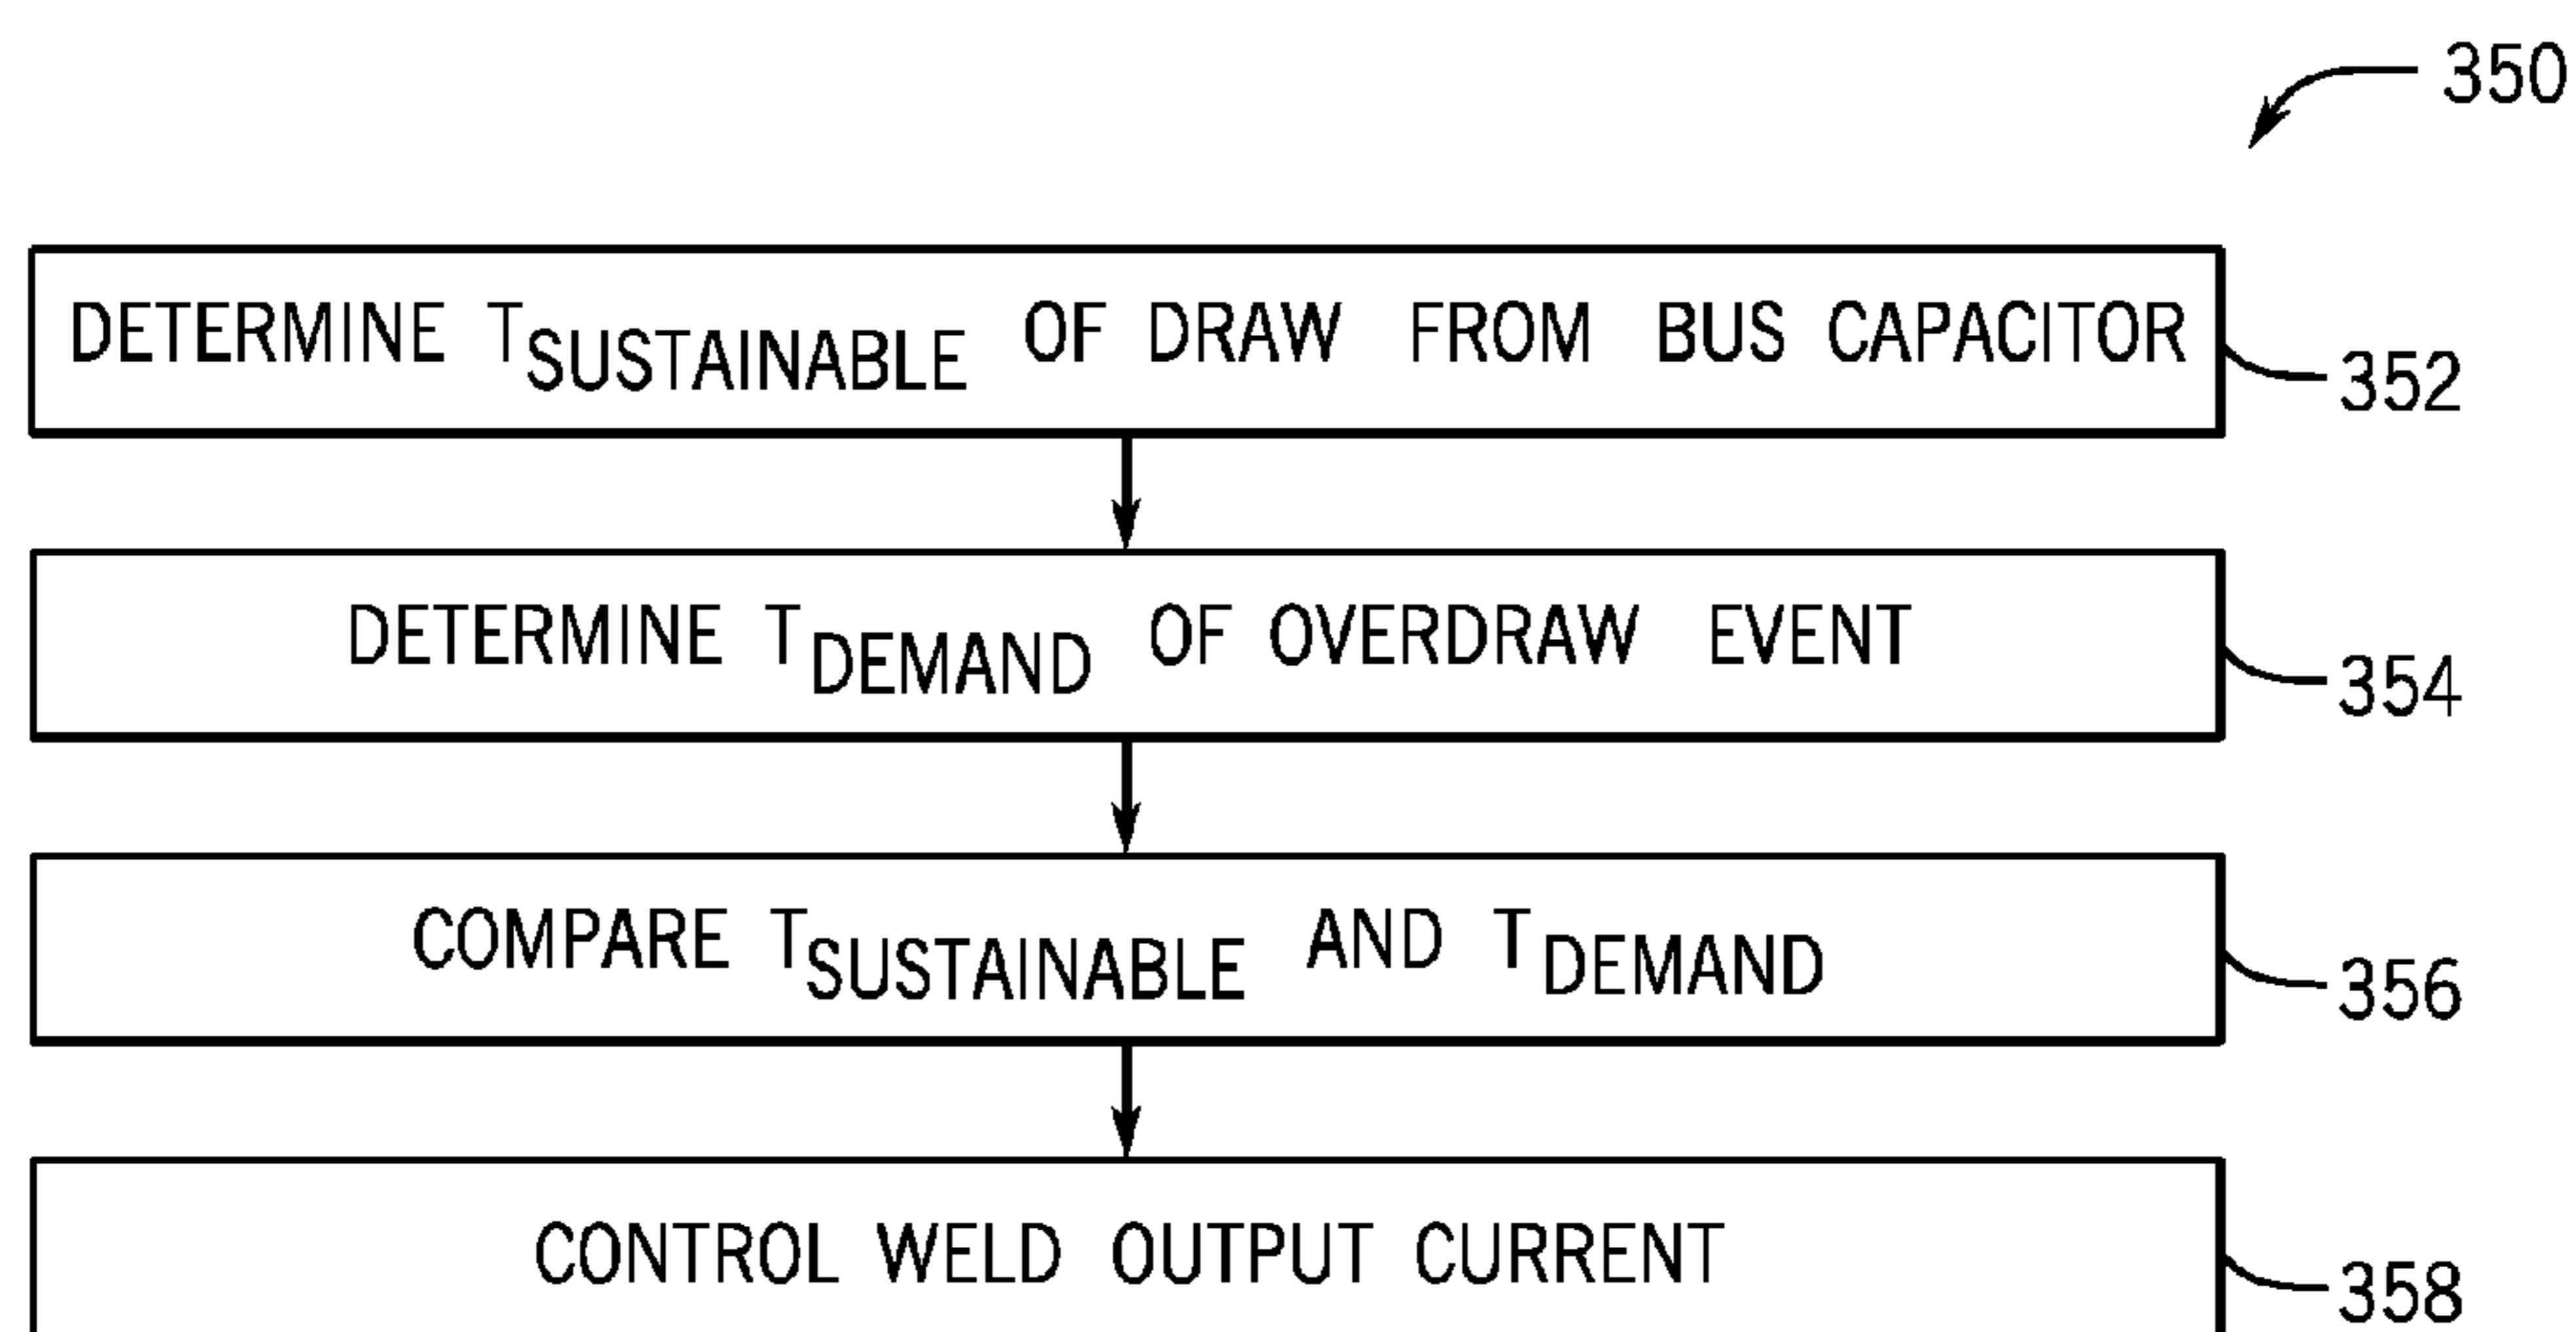 350
DETERMINE TSUSTAINABLE OF DRAW FROM BUS CAPACITOR
352
DETERMINE TDEMAND OF OVERDRAW EVENT
354
COMPARE TSUSTAINABLE AND TDEMAND
356
CONTROL WELD OUTPUT CURRENT
358